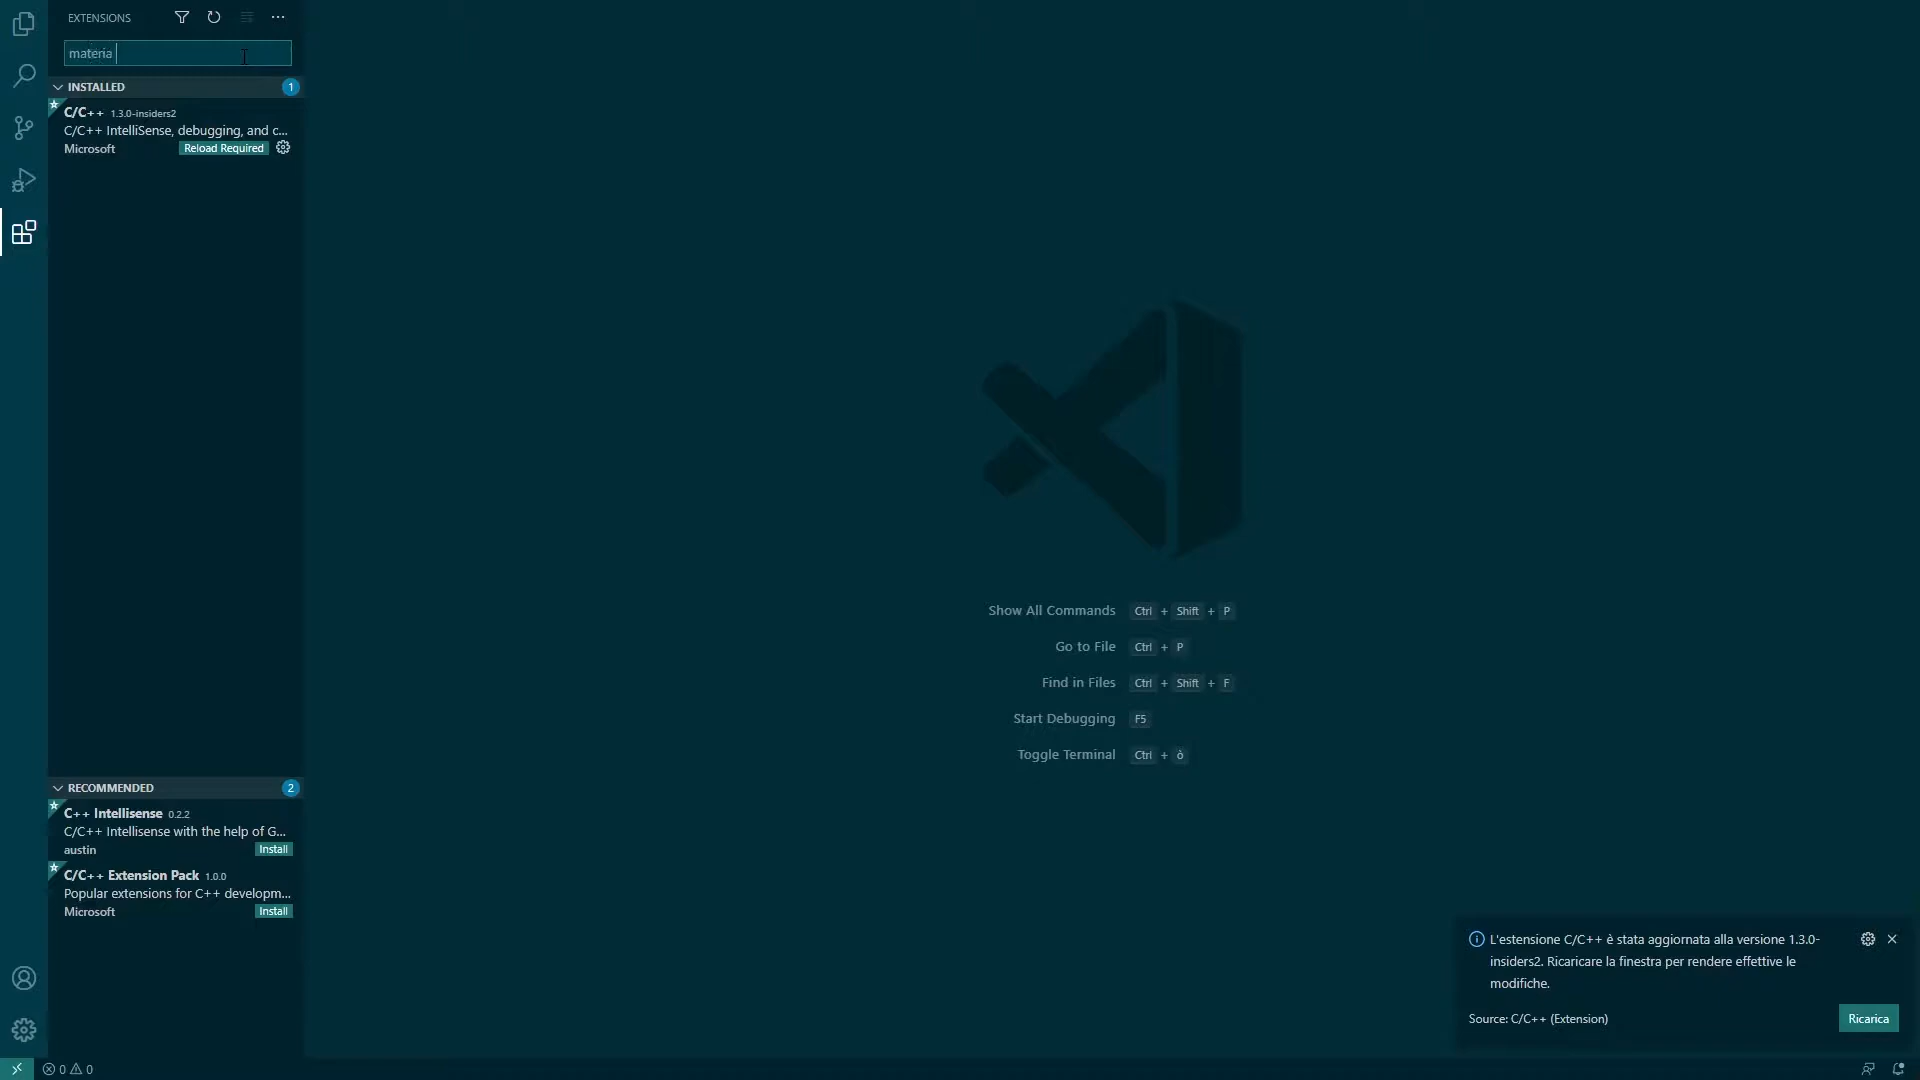 EXTENSIONS
materia
INSTALLED 1
C/C++ 1.3.0-insiders2
C/C++ IntelliSense, debugging, and c...
Microsoft Reload Required
RECOMMENDED 2
C++ Intellisense 0.2.2
C/C++ Intellisense with the help of G...
austin Install
C/C++ Extension Pack 1.0.0
Popular extensions for C++ developm...
Microsoft Install
Show All Commands Ctrl + Shift + P
Go to File Ctrl + P
Find in Files Ctrl + Shift + F
Start Debugging F5
Toggle Terminal Ctrl + ò
L'estensione C/C++ è stata aggiornata alla versione 1.3.0-
insiders2. Ricaricare la finestra per rendere effettive le
modifiche.
Source: C/C++ (Extension) Ricarica
0 0